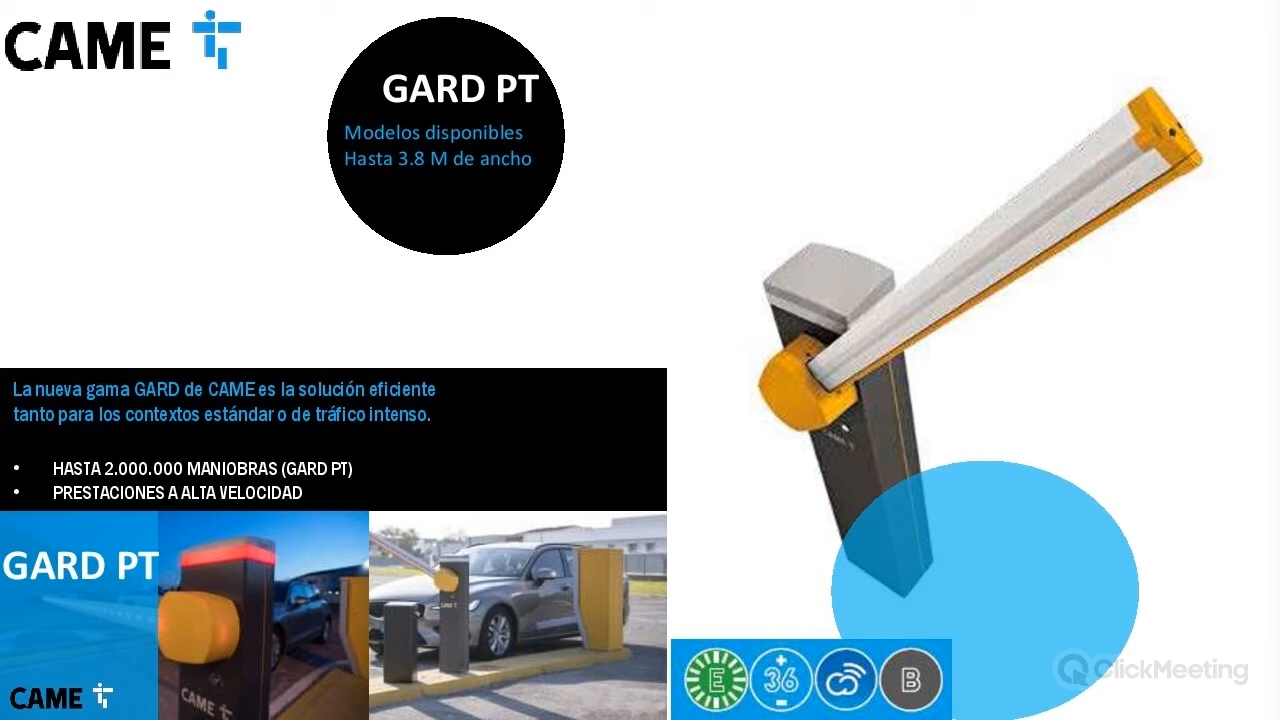 CAME
GARD PT
Modelos disponibles
Hasta 3.8 M de ancho
La nueva gama GARD de CAME es la solución eficiente
tanto para los contextos estándar o de tráfico intenso.
• HASTA 2.000.000 MANIOBRAS (GARD PT)
• PRESTACIONES A ALTA VELOCIDAD
GARD PT
CAME
CAME
CAME
E
+
36
-
B
ClickMeeting